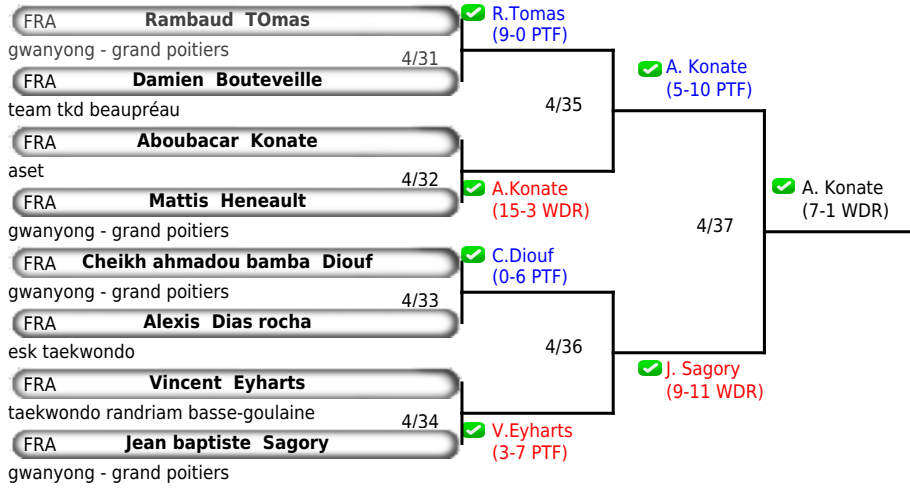 FRA Rambaud TOmas
gwanyong - grand poitiers
4/31
FRA Damien Bouteveille
team tkd beaupréau
R.Tomas
(9-0 PTF)
FRA Aboubacar Konate
aset
4/32
FRA Mattis Heneault
gwanyong - grand poitiers
A.Konate
(15-3 WDR)
4/35
A. Konate
(5-10 PTF)
FRA Cheikh ahmadou bamba Diouf
gwanyong - grand poitiers
4/33
FRA Alexis Dias rocha
esk taekwondo
C.Diouf
(0-6 PTF)
FRA Vincent Eyharts
taekwondo randriam basse-goulaine
4/34
FRA Jean baptiste Sagory
gwanyong - grand poitiers
V.Eyharts
(3-7 PTF)
4/36
J. Sagory
(9-11 WDR)
4/37
A. Konate
(7-1 WDR)